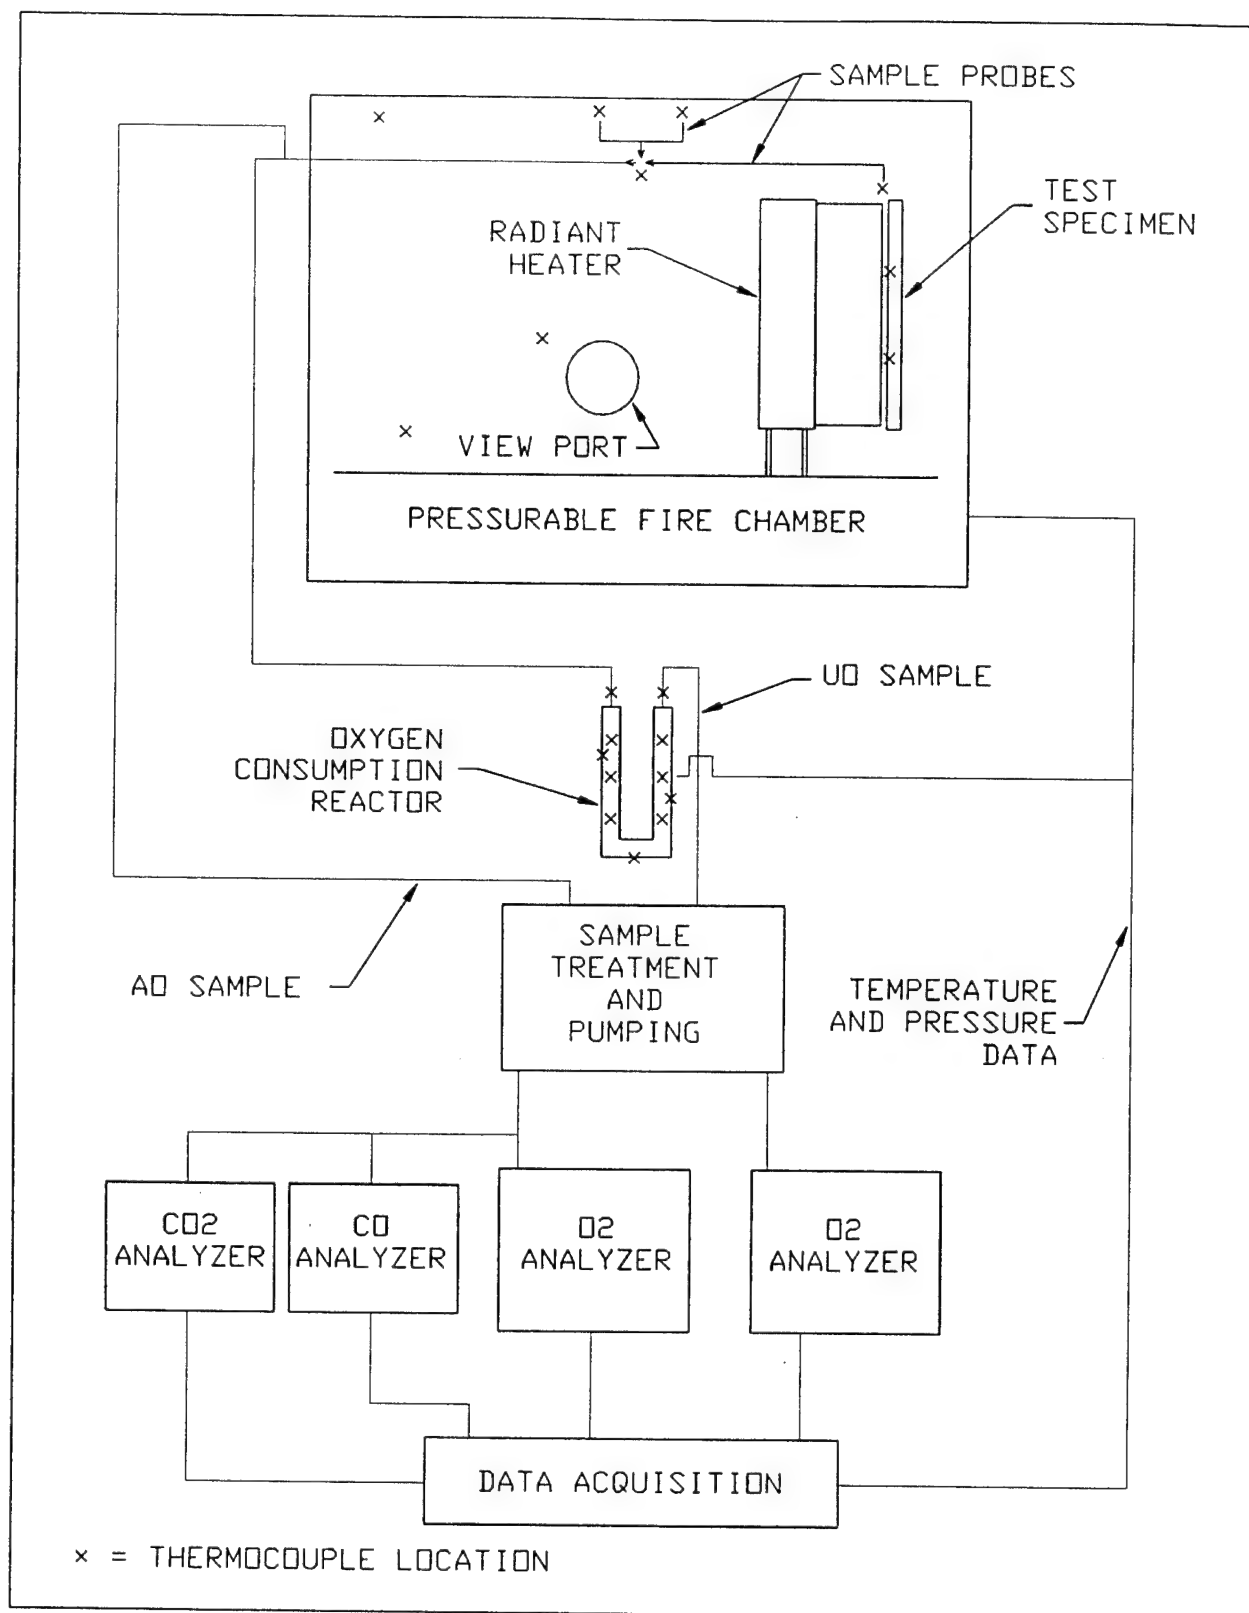 SAMPLE PROBES
TEST
SPECIMEN
RADIANT
HEATER
VIEW PORT
PRESSURABLE FIRE CHAMBER
UO SAMPLE
OXYGEN
CONSUMPTION
REACTOR
AO SAMPLE
SAMPLE
TREATMENT
AND
PUMPING
TEMPERATURE
AND PRESSURE
DATA
CO2
ANALYZER
CO
ANALYZER
O2
ANALYZER
O2
ANALYZER
DATA ACQUISITION
× = THERMOCOUPLE LOCATION